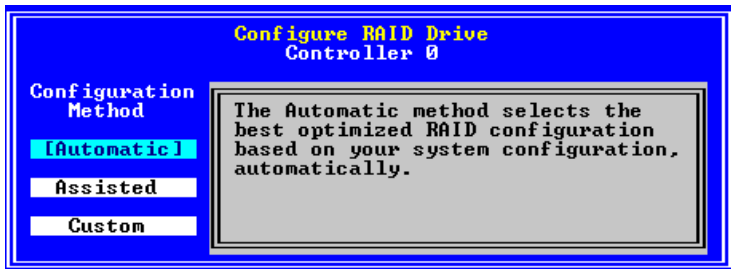 Configure RAID Drive
Controller 0
Configuration
Method
[Automatic]
Assisted
Custom
The Automatic method selects the
best optimized RAID configuration
based on your system configuration,
automatically.